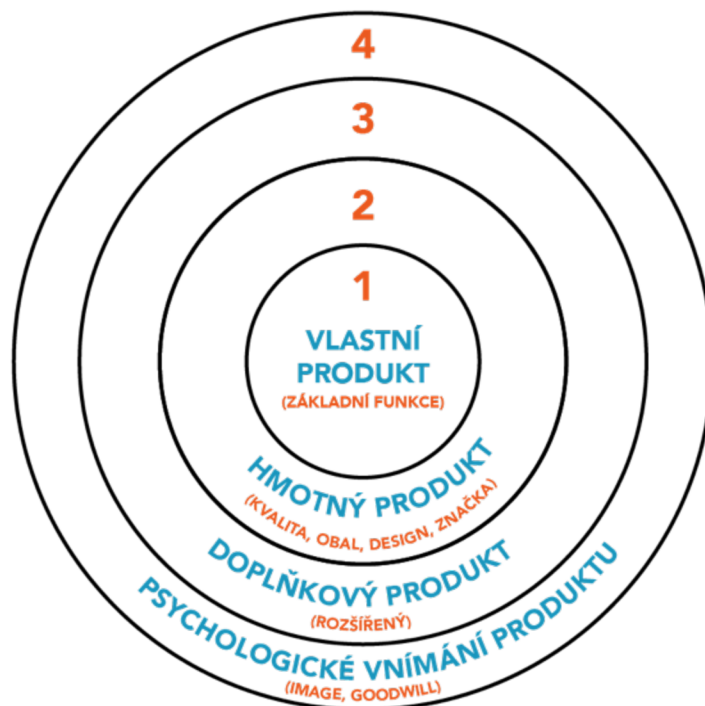 4
3
2
1
VLASTNÍ
PRODUKT
(ZÁKLADNÍ FUNKCE)
HMOTNÝ PRODUKT
(KVALITA, OBAL, DESIGN, ZNAČKA)
DOPLŇKOVÝ PRODUKT
(ROZŠÍŘENÝ)
PSYCHOLOGICKÉ VNÍMÁNÍ PRODUKTU
(IMAGE, GOODWILL)